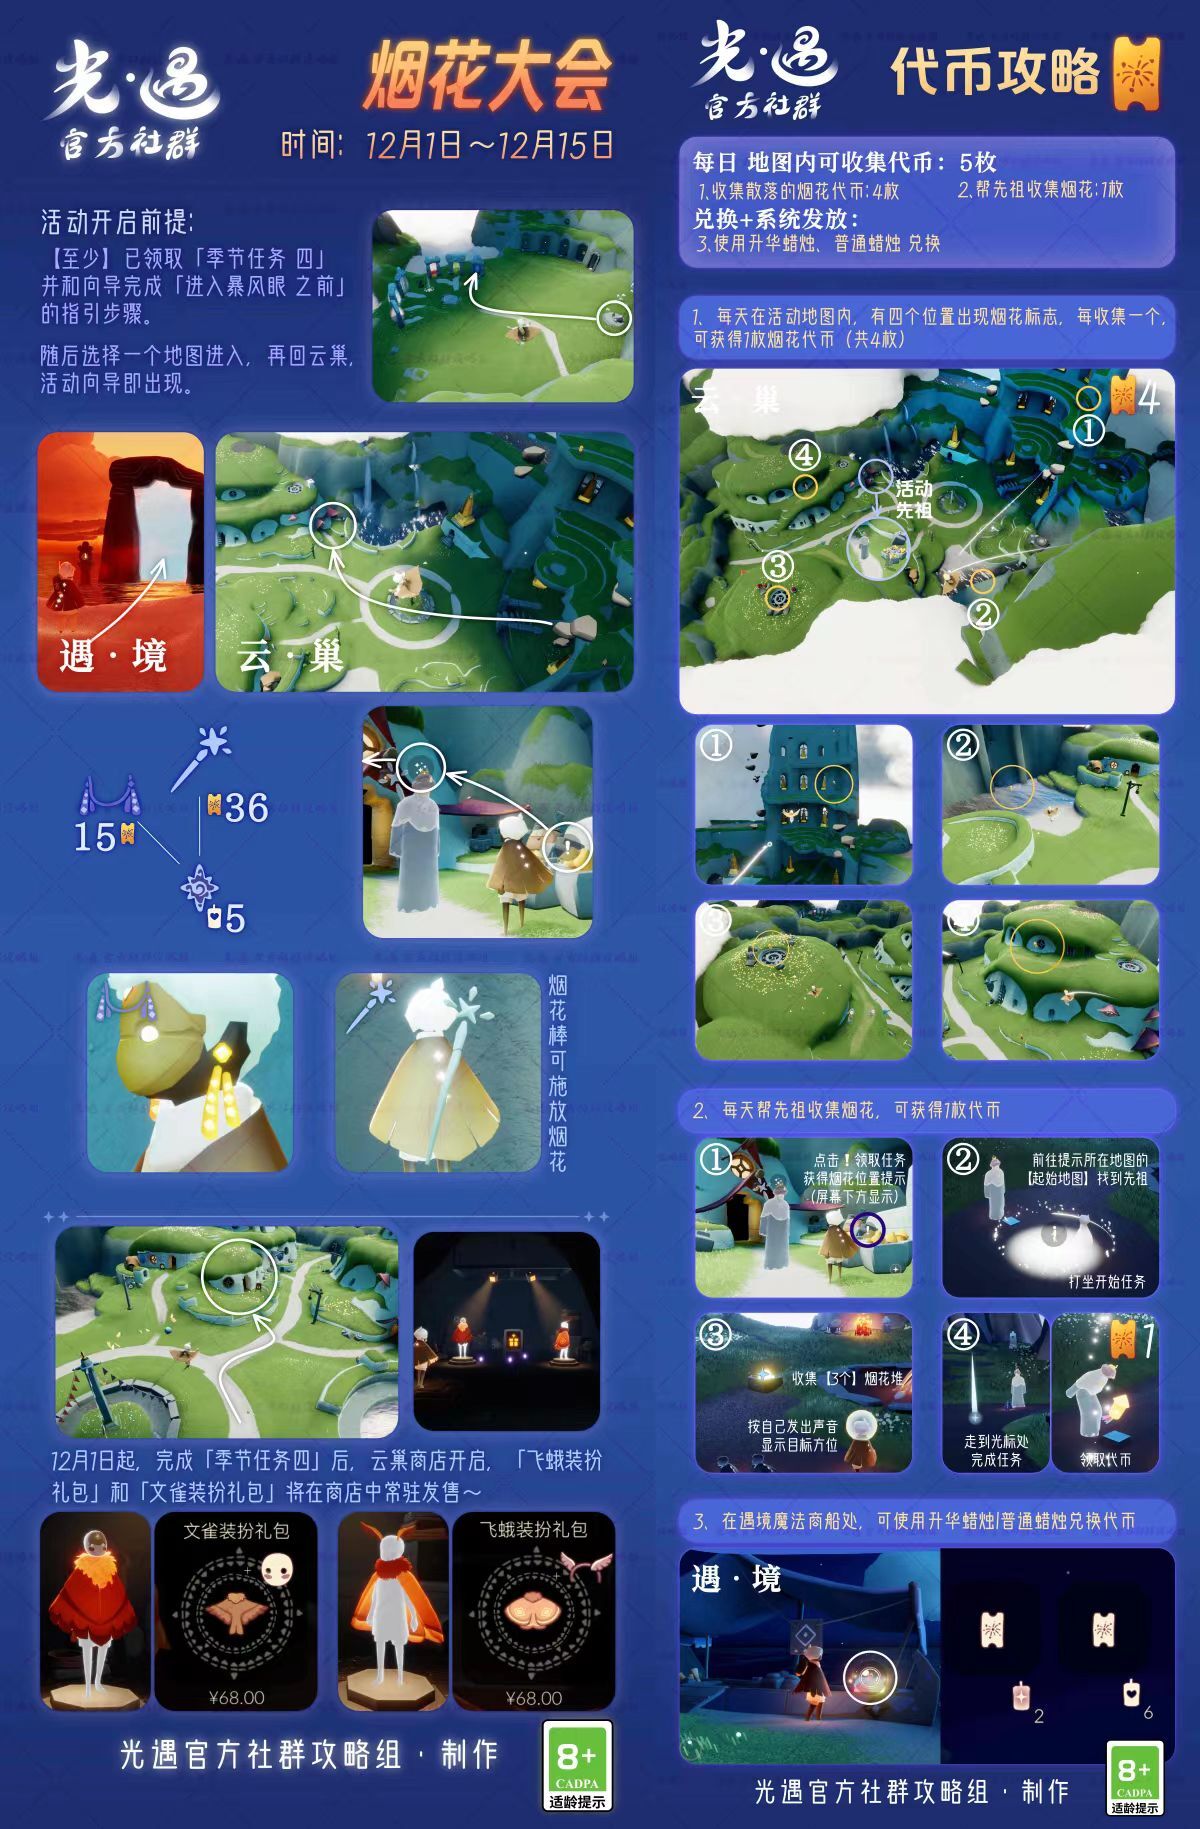 光·遇
官方社群
烟花大会
时间：12月1日～12月15日
活动开启前提:
【至少】已领取「季节任务 四」
并和向导完成「进入暴风眼 之前」
的指引步骤。
随后选择一个地图进入，再回云巢，
活动向导即出现。
遇·境
云·巢
36
15
5
烟花棒可施放烟花
12月1日起，完成「季节任务四」后，云巢商店开启，「飞蛾装扮
礼包」和「文雀装扮礼包」将在商店中常驻发售～
文雀装扮礼包
¥68.00
飞蛾装扮礼包
¥68.00
光遇官方社群攻略组·制作
8+
CADPA
适龄提示
光·遇
官方社群
代币攻略
每日 地图内可收集代币：5枚
1.收集散落的烟花代币:4枚 2.帮先祖收集烟花:1枚
兑换+系统发放：
3.使用升华蜡烛、普通蜡烛 兑换
1、每天在活动地图内，有四个位置出现烟花标志，每收集一个，
可获得1枚烟花代币（共4枚）
云 巢
4
①
④
活动
先祖
③
②
①
②
③
④
2、每天帮先祖收集烟花，可获得1枚代币
①
点击！领取任务
获得烟花位置提示
(屏幕下方显示)
②
前往提示所在地图的
【起始地图】找到先祖
打坐开始任务
③
收集【3个】烟花堆
按自己发出声音
显示目标方位
④
走到光标处
完成任务
1
领取代币
3、在遇境魔法商船处，可使用升华蜡烛|普通蜡烛兑换代币
遇·境
2
6
光遇官方社群攻略组·制作
8+
CADPA
适龄提示